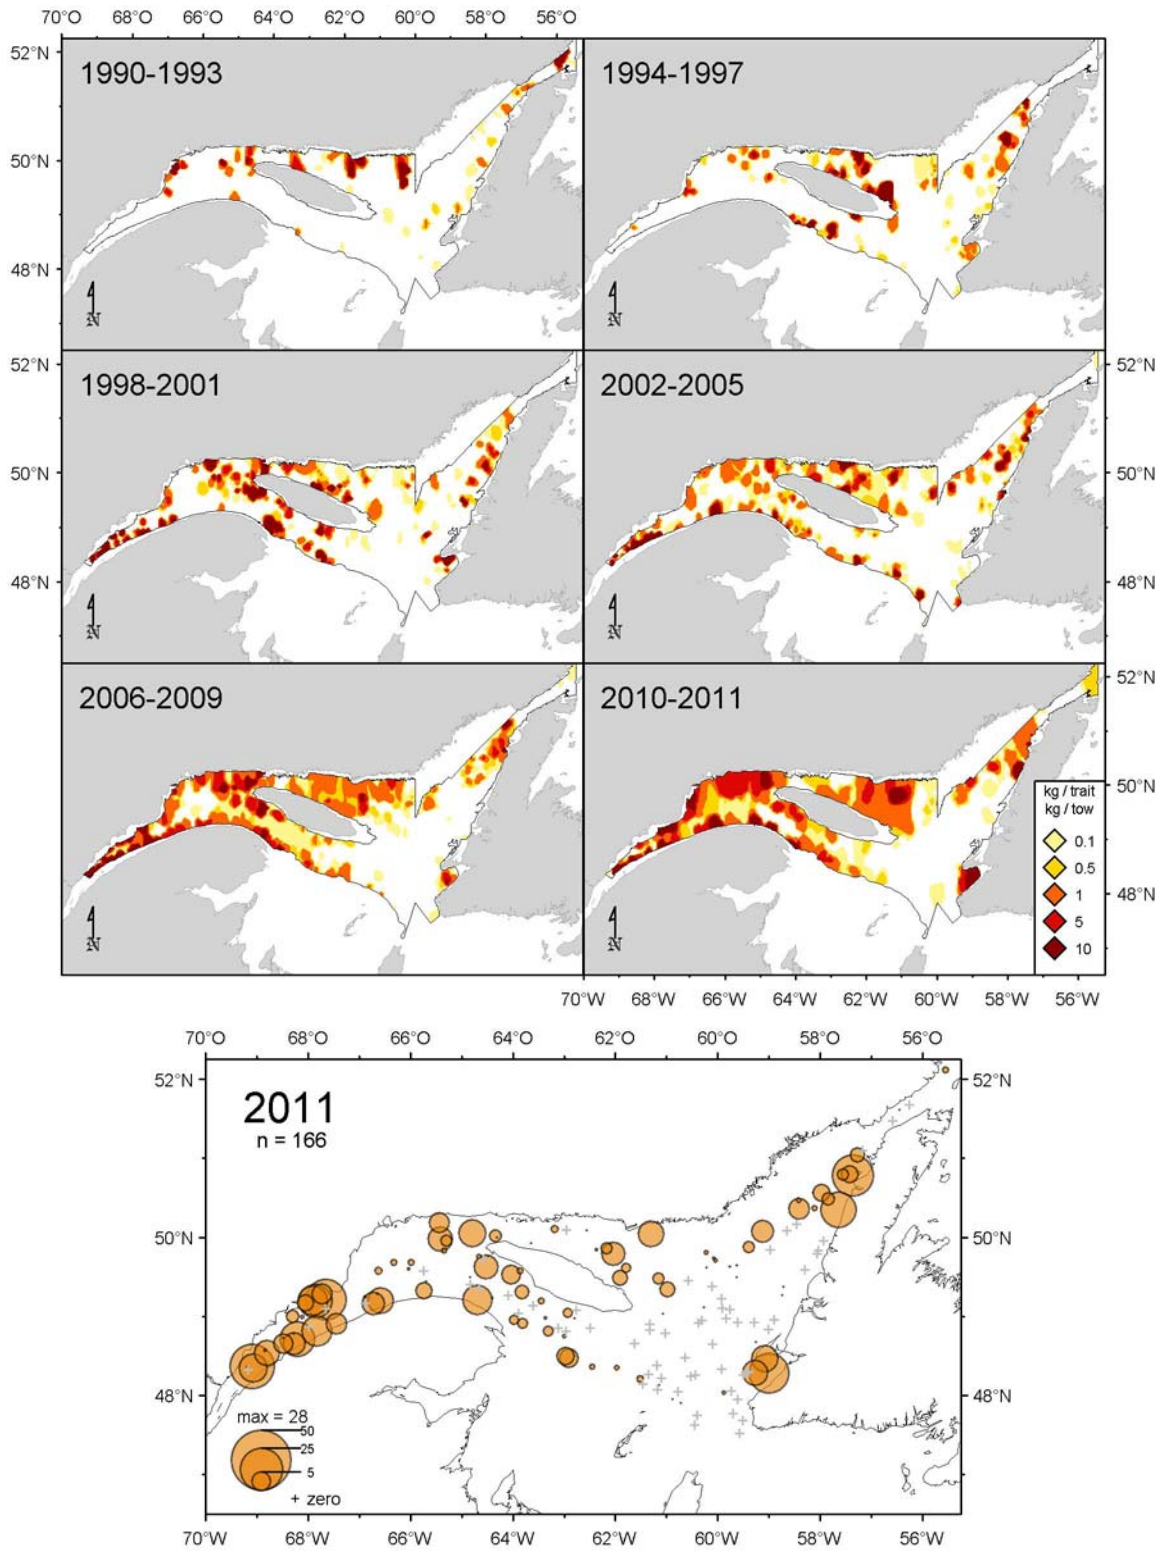 70°O 68°O 66°O 64°O 62°O 60°O 58°O 56°O
52°N
1990-1993
1994-1997
50°N
48°N
N
N
52°N
52°N
1998-2001
2002-2005
50°N
50°N
48°N
48°N
N
N
52°N
2006-2009
2010-2011
50°N
kg / trait
kg / tow
0.1
0.5
1
5
10
48°N
N
N
70°W 68°W 66°W 64°W 62°W 60°W 58°W 56°W
70°O 68°O 66°O 64°O 62°O 60°O 58°O 56°O
52°N
52°N
2011
n = 166
50°N
50°N
48°N
48°N
max = 28
50
25
5
+ zero
70°W 68°W 66°W 64°W 62°W 60°W 58°W 56°W